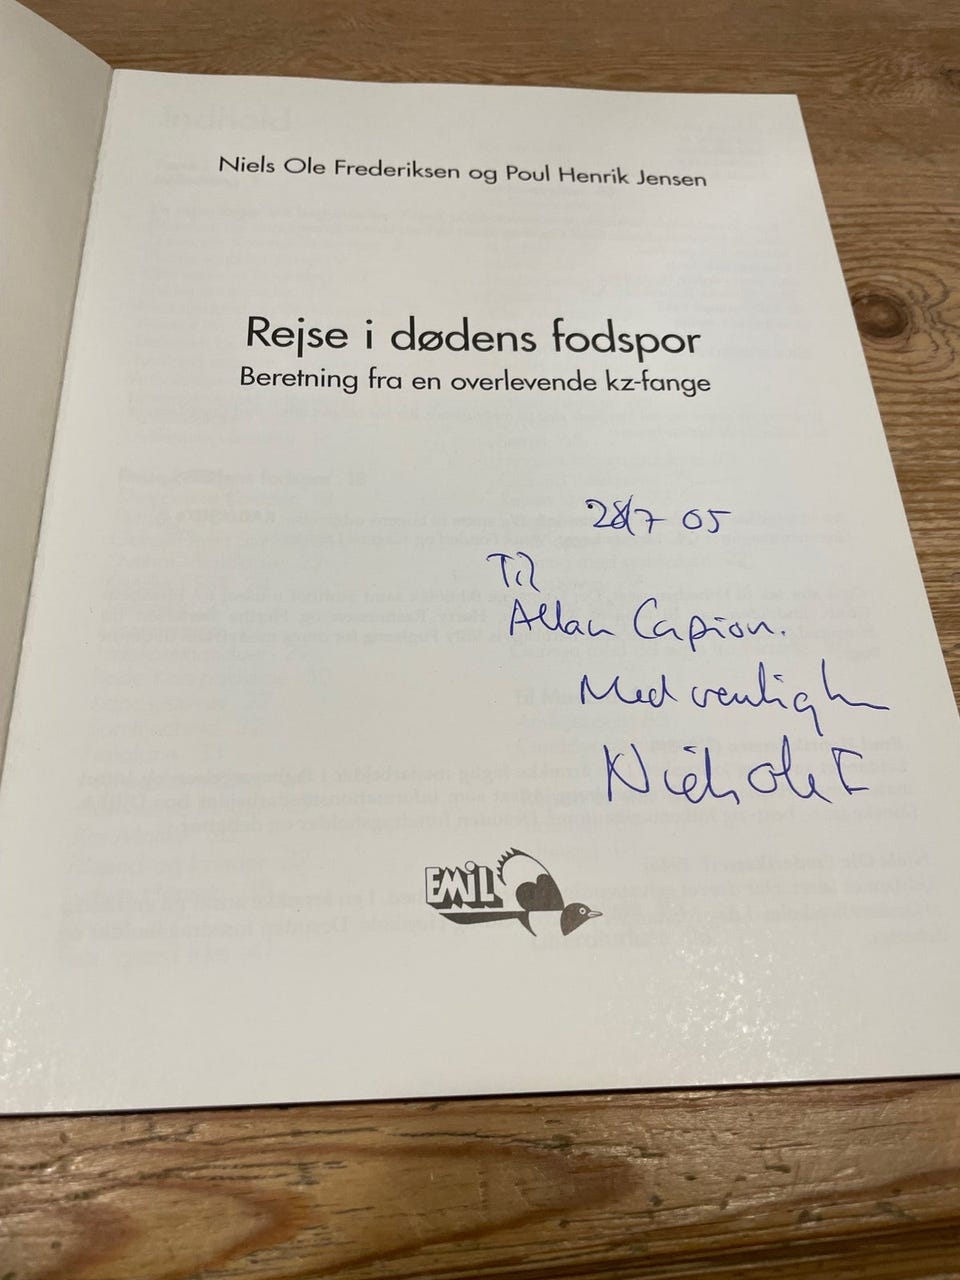 Niels Ole Frederiksen og Poul Henrik Jensen
Rejse i dødens fodspor
Beretning fra en overlevende kz-fange
28/7 05
Til
Allan Capion.
Med venlig h
Niels Ole F
EMIL